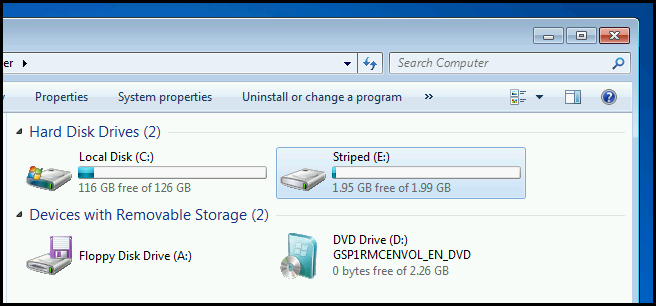 er
Search Computer
Properties System properties Uninstall or change a program »
Hard Disk Drives (2)
Local Disk (C:)
116 GB free of 126 GB
Striped (E:)
1.95 GB free of 1.99 GB
Devices with Removable Storage (2)
Floppy Disk Drive (A:)
DVD Drive (D:)
GSP1RMCENVOL_EN_DVD
0 bytes free of 2.26 GB